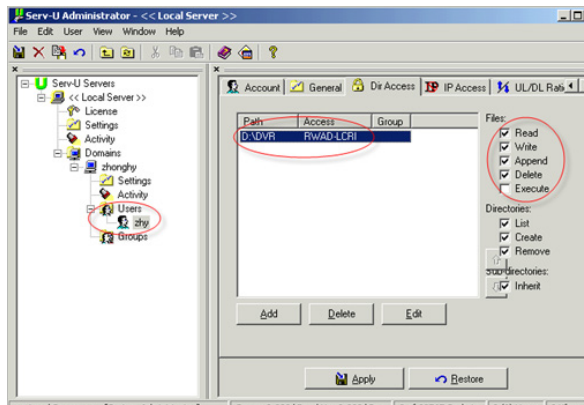 Serv-U Administrator - << Local Server >>
File Edit User View Window Help
Serv-U Servers
<< Local Server >>
License
Settings
Activity
Domains
zhonghy
Settings
Activity
Users
zhy
Groups
Account General Dir Access IP Access UL/DL Rati
Path Access Group
D:\DVR RWAD-LCRI
Files:
Read
Write
Append
Delete
Execute
Directories:
List
Create
Remove
Sub-directories:
Inherit
Add Delete Edit
Apply Restore